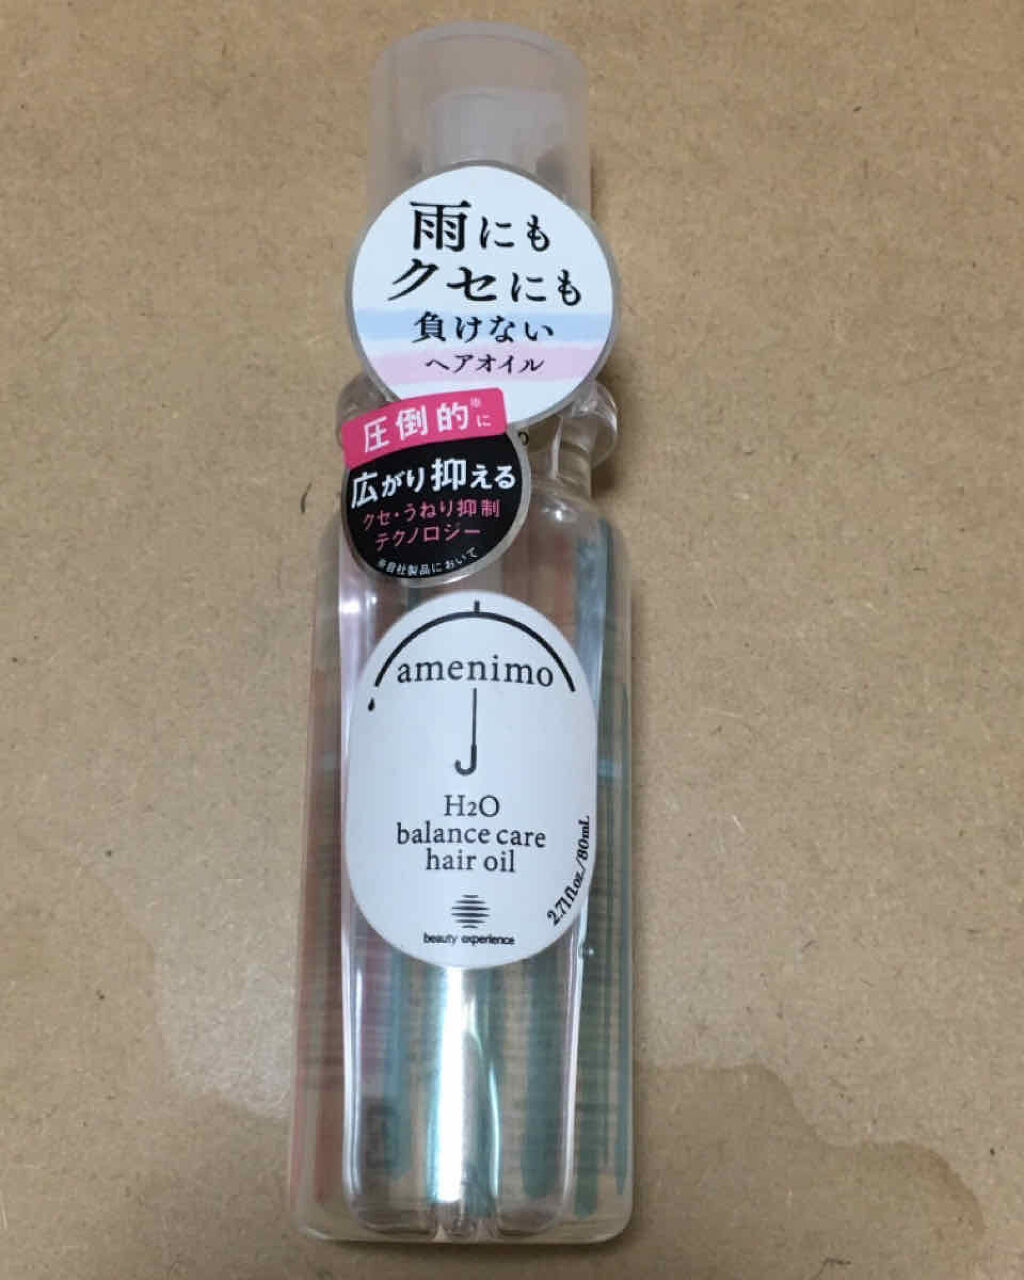 雨にも
クセにも
負けない
ヘアオイル
圧倒的※に
広がり抑える
クセ・うねり抑制
テクノロジー
※自社製品において
amenimo
H2O
balance care
hair oil
2.71fl.oz./80mL
beauty experience